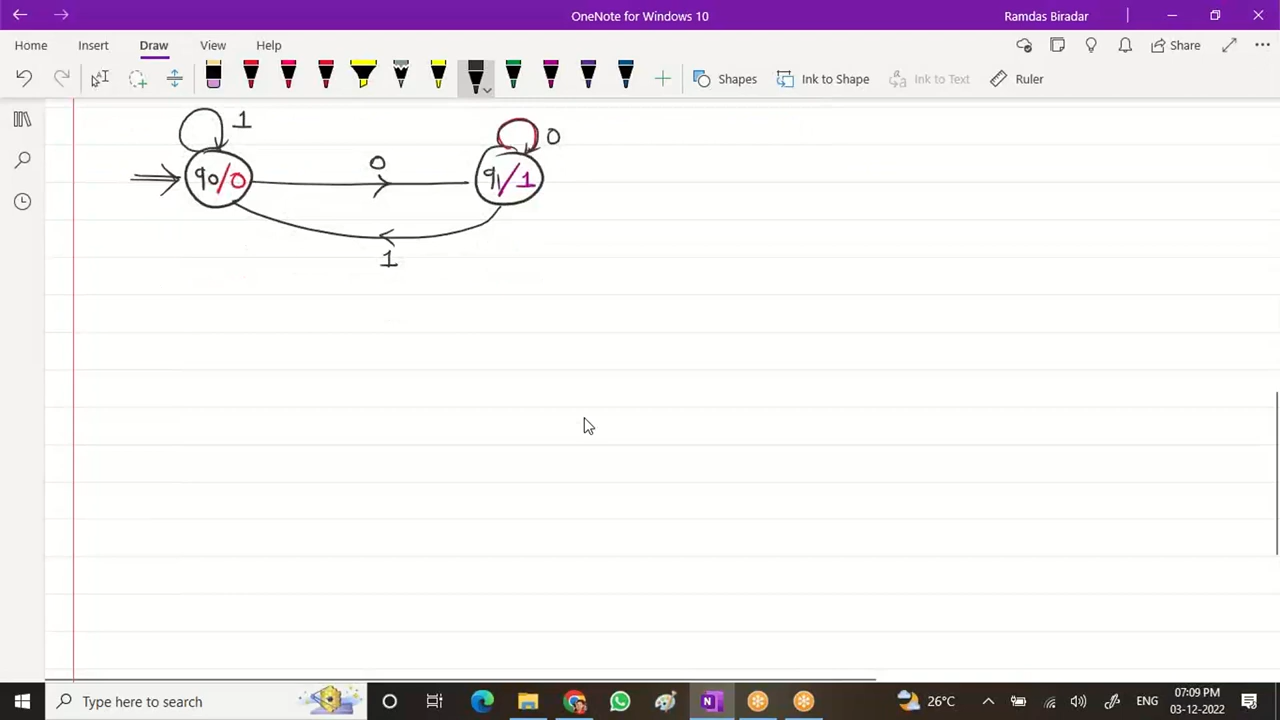 OneNote for Windows 10
Ramdas Biradar
Home Insert Draw View Help
Share
Shapes Ink to Shape Ink to Text Ruler
1
0
q0/0
0
q1/1
1
Type here to search
26°C
ENG
07:09 PM
03-12-2022